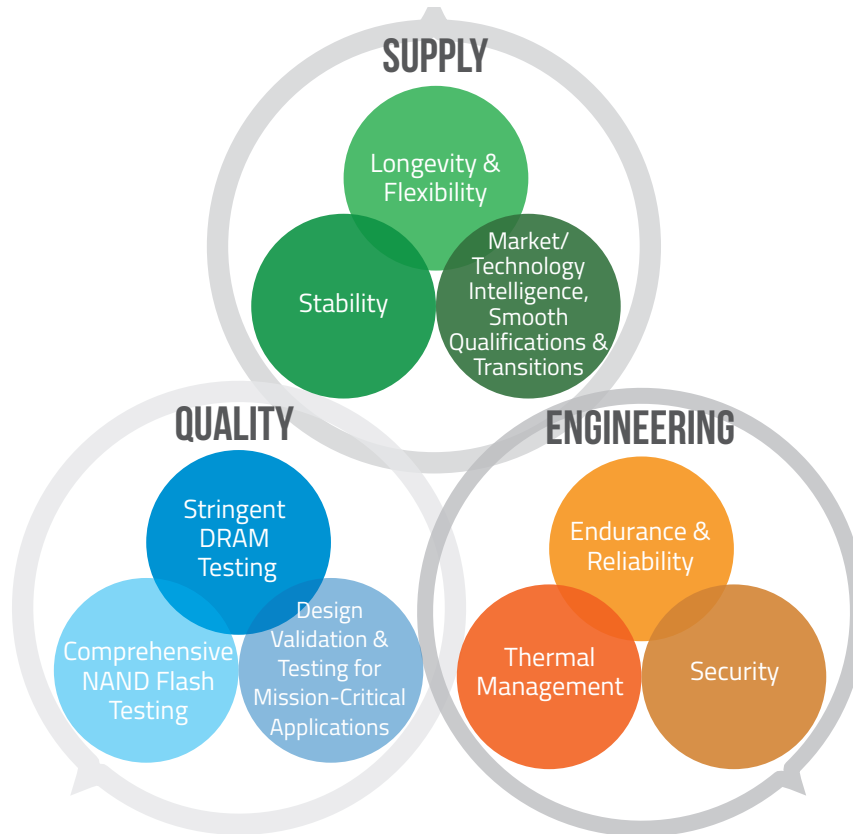 SUPPLY
Longevity &
Flexibility
Stability
Market/
Technology
Intelligence,
Smooth
Qualifications &
Transitions
QUALITY
Stringent
DRAM
Testing
Comprehensive
NAND Flash
Testing
Design
Validation &
Testing for
Mission-Critical
Applications
ENGINEERING
Endurance &
Reliability
Thermal
Management
Security